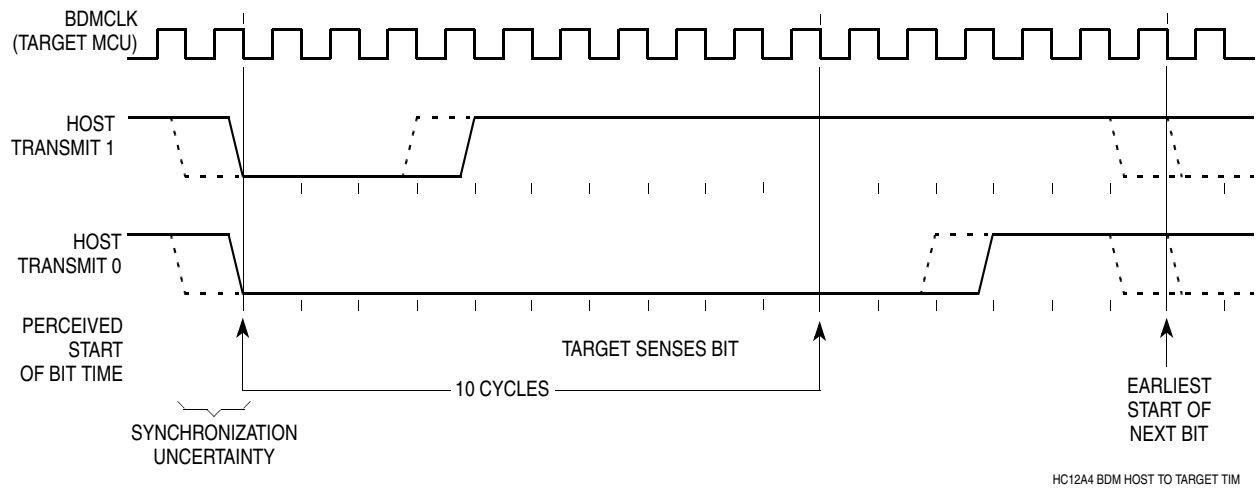 BDMCLK
(TARGET MCU)
HOST
TRANSMIT 1
HOST
TRANSMIT 0
PERCEIVED
START
OF BIT TIME
TARGET SENSES BIT
10 CYCLES
EARLIEST
START OF
NEXT BIT
SYNCHRONIZATION
UNCERTAINTY
HC12A4 BDM HOST TO TARGET TIM